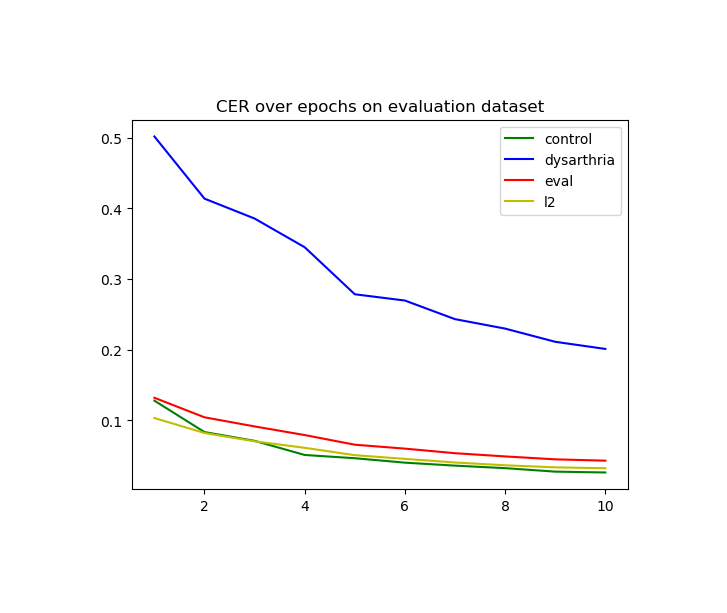 CER over epochs on evaluation dataset
control
dysarthria
eval
l2
0.5
0.4
0.3
0.2
0.1
2
4
6
8
10